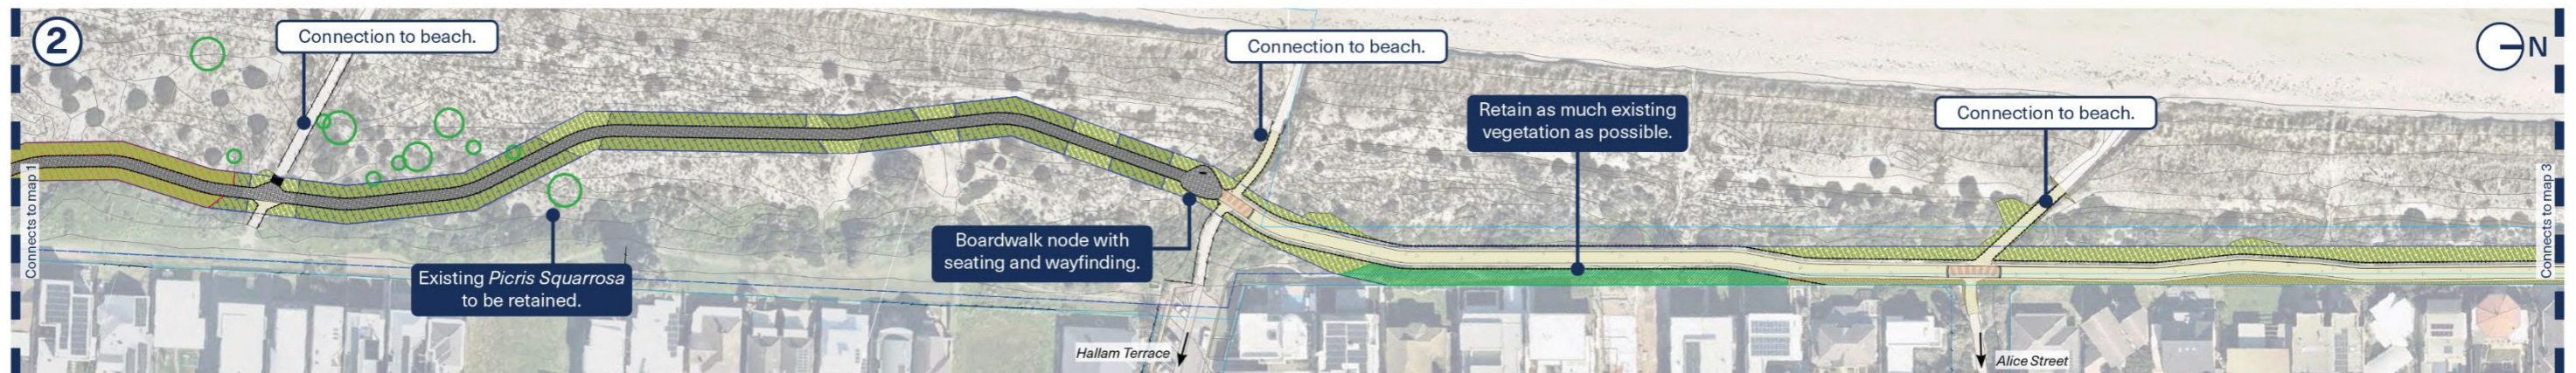 2
Connection to beach.
Connection to beach.
N
Retain as much existing
vegetation as possible.
Connection to beach.
Connects to map 1
Connects to map 3
Boardwalk node with
seating and wayfinding.
Existing Picris Squarrosa
to be retained.
Hallam Terrace
Alice Street